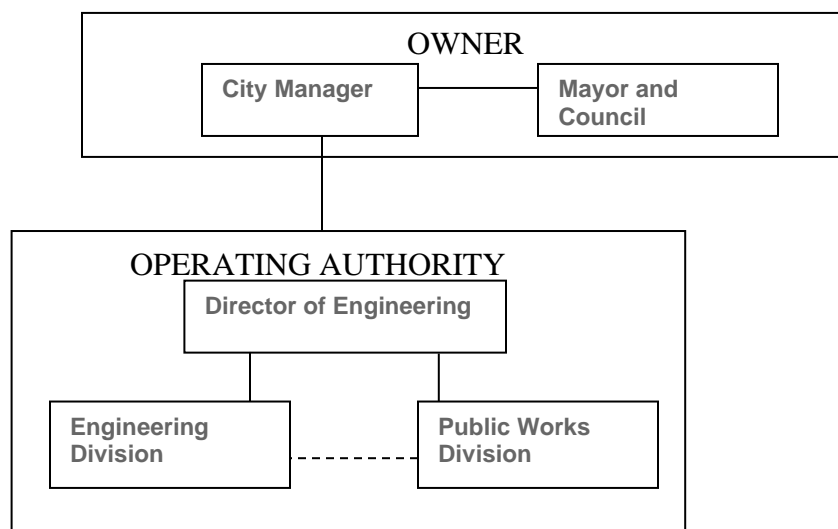 OWNER
City Manager
Mayor and
Council
OPERATING AUTHORITY
Director of Engineering
Engineering
Division
Public Works
Division